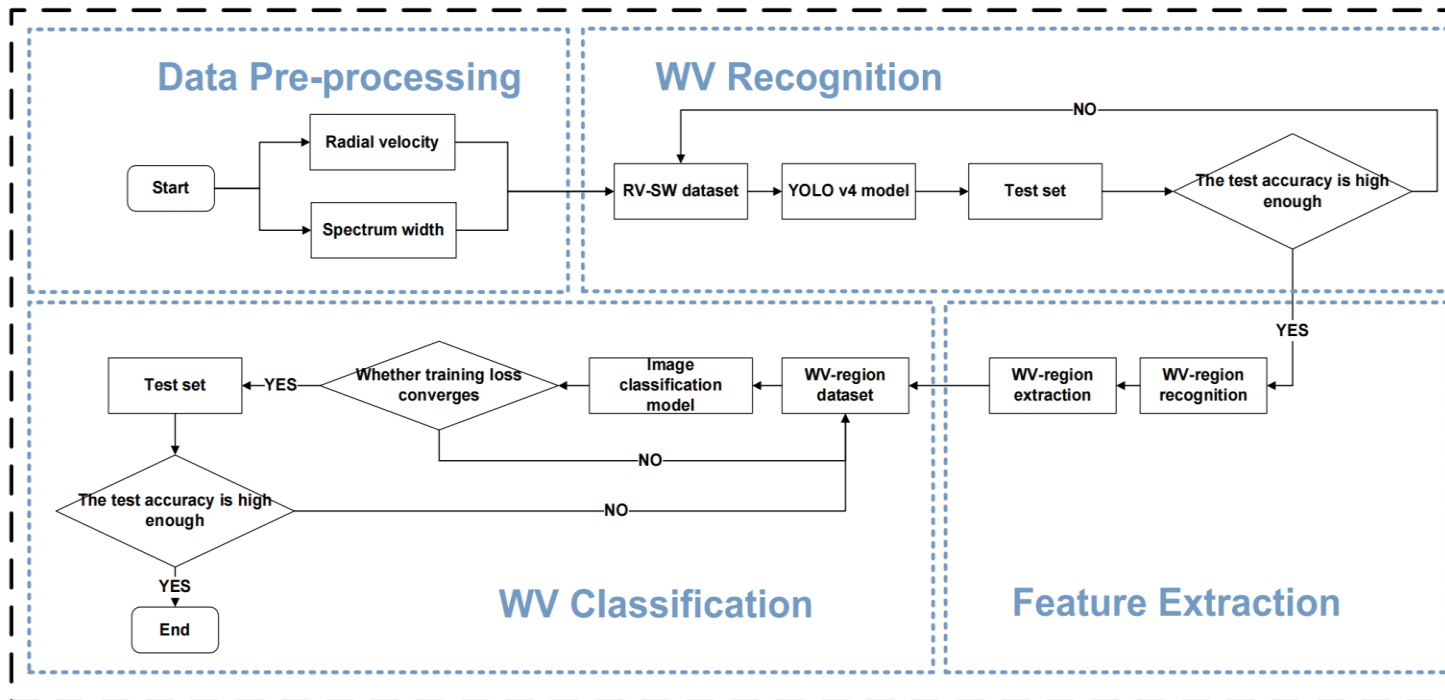 Data Pre-processing
Start
Radial velocity
Spectrum width
WV Recognition
NO
RV-SW dataset
YOLO v4 model
Test set
The test accuracy is high
enough
YES
WV-region
recognition
WV-region
extraction
Feature Extraction
WV-region
dataset
Image
classification
model
Whether training loss
converges
NO
YES
Test set
The test accuracy is high
enough
NO
YES
End
WV Classification